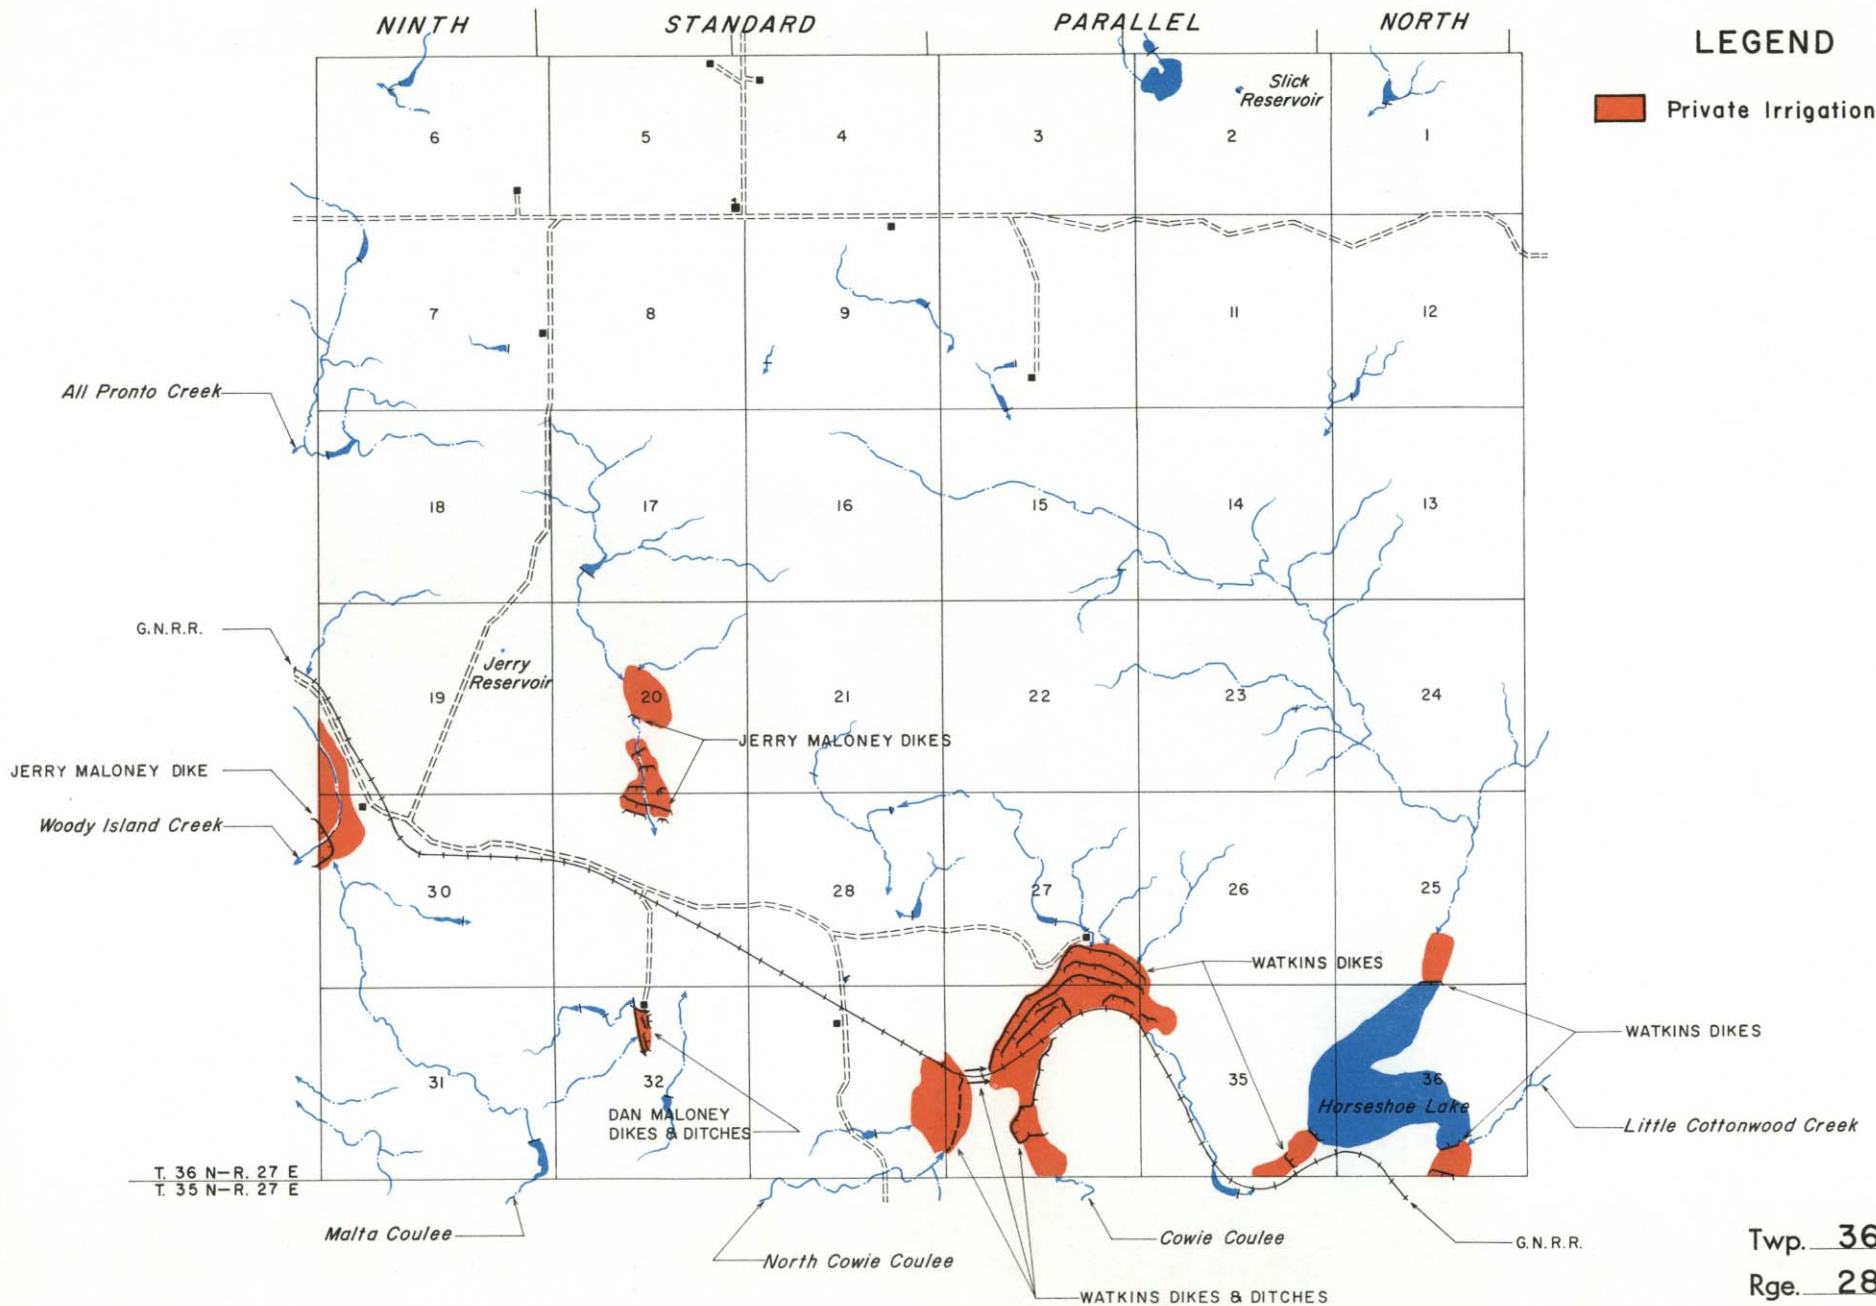 NINTH STANDARD PARALLEL NORTH
LEGEND
Private Irrigation
Slick
Reservoir
6 5 4 3 2 1
7 8 9 11 12
All Pronto Creek
18 17 16 15 14 13
G.N.R.R.
Jerry
Reservoir
19 20 21 22 23 24
JERRY MALONEY DIKES
JERRY MALONEY DIKE
Woody Island Creek
30 28 27 26 25
WATKINS DIKES
WATKINS DIKES
31 32 35 36
Horseshoe Lake
DAN MALONEY
DIKES & DITCHES
Little Cottonwood Creek
T. 36 N-R. 27 E
T. 35 N-R. 27 E
Malta Coulee
North Cowie Coulee
Cowie Coulee
G.N.R.R.
WATKINS DIKES & DITCHES
Twp. 36
Rge. 28